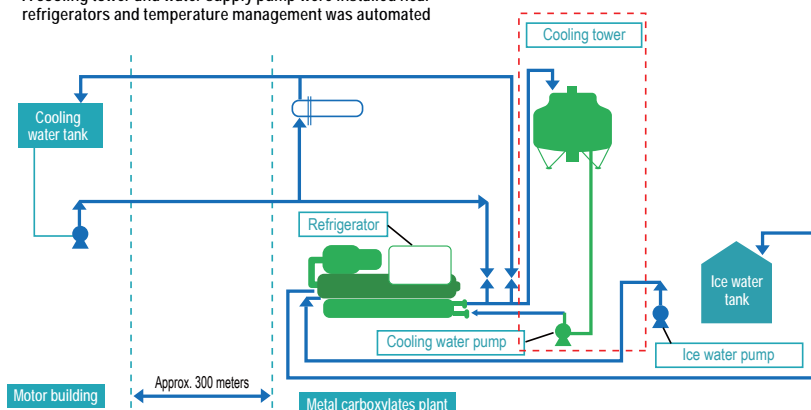 refrigerators and temperature management was automated
Cooling tower
Cooling
water tank
Refrigerator
Ice water
tank
Cooling water pump
Ice water pump
Motor building
Approx. 300 meters
Metal carboxylates plant